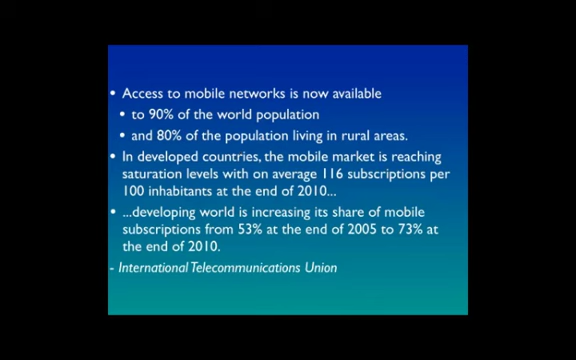 • Access to mobile networks is now available
• to 90% of the world population
• and 80% of the population living in rural areas.
• In developed countries, the mobile market is reaching
saturation levels with on average 116 subscriptions per
100 inhabitants at the end of 2010...
• ...developing world is increasing its share of mobile
subscriptions from 53% at the end of 2005 to 73% at
the end of 2010.
- International Telecommunications Union